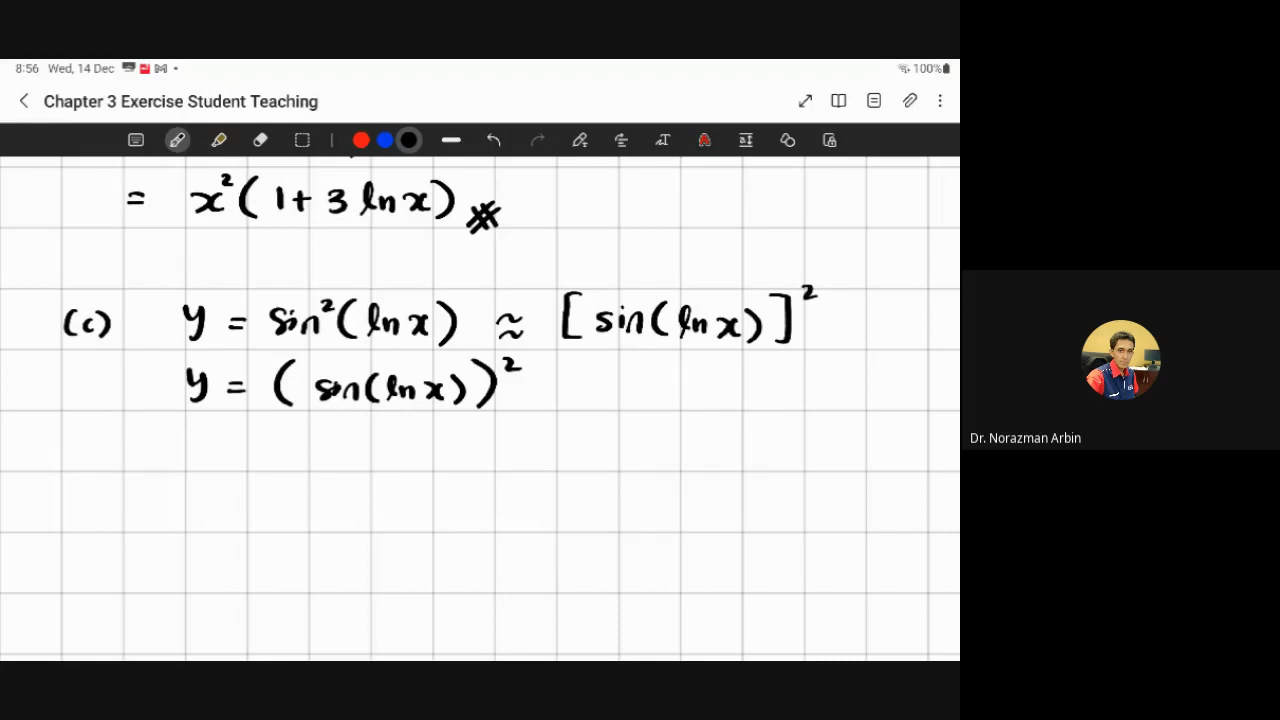 8:56 Wed, 14 Dec 100%
Chapter 3 Exercise Student Teaching
= x²(1 + 3 ln x) ⋕
(c) y = sin²(ln x) ≈ [sin(ln x)]²
y = (sin(ln x))²
Dr. Norazman Arbin